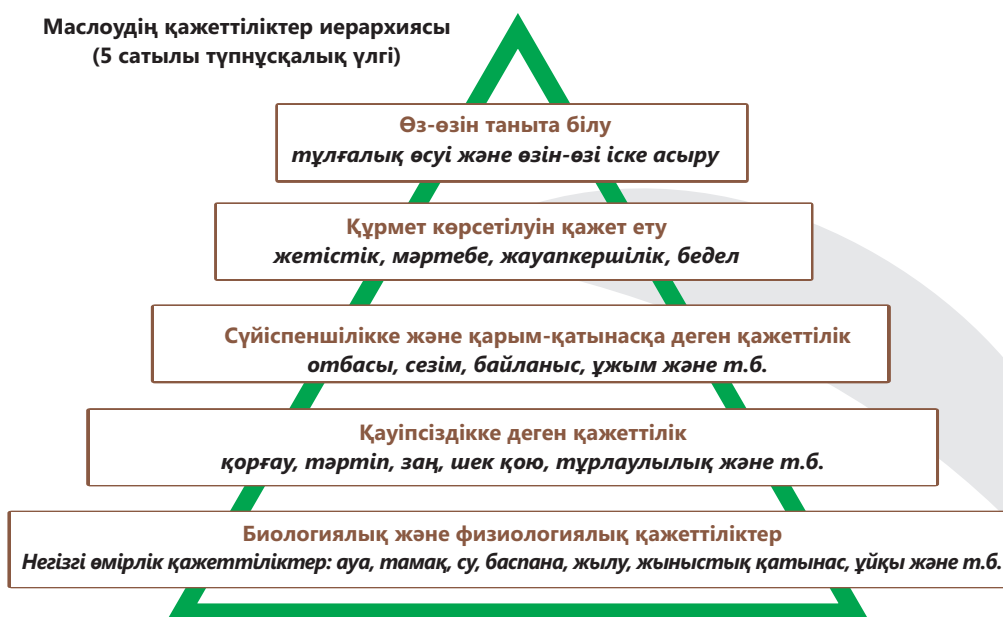 Маслоудің қажеттіліктер иерархиясы
(5 сатылы түпнұсқалық үлгі)
Өз-өзін таныта білу
тұлғалық өсуі және өзін-өзі іске асыру
Құрмет көрсетілуін қажет ету
жетістік, мәртебе, жауапкершілік, бедел
Сүйіспеншілікке және қарым-қатынасқа деген қажеттілік
отбасы, сезім, байланыс, ұжым және т.б.
Қауіпсіздікке деген қажеттілік
қорғау, тәртіп, заң, шек қою, тұрлаулылық және т.б.
Биологиялық және физиологиялық қажеттіліктер
Негізгі өмірлік қажеттіліктер: ауа, тамақ, су, баспана, жылу, жыныстық қатынас, ұйқы және т.б.